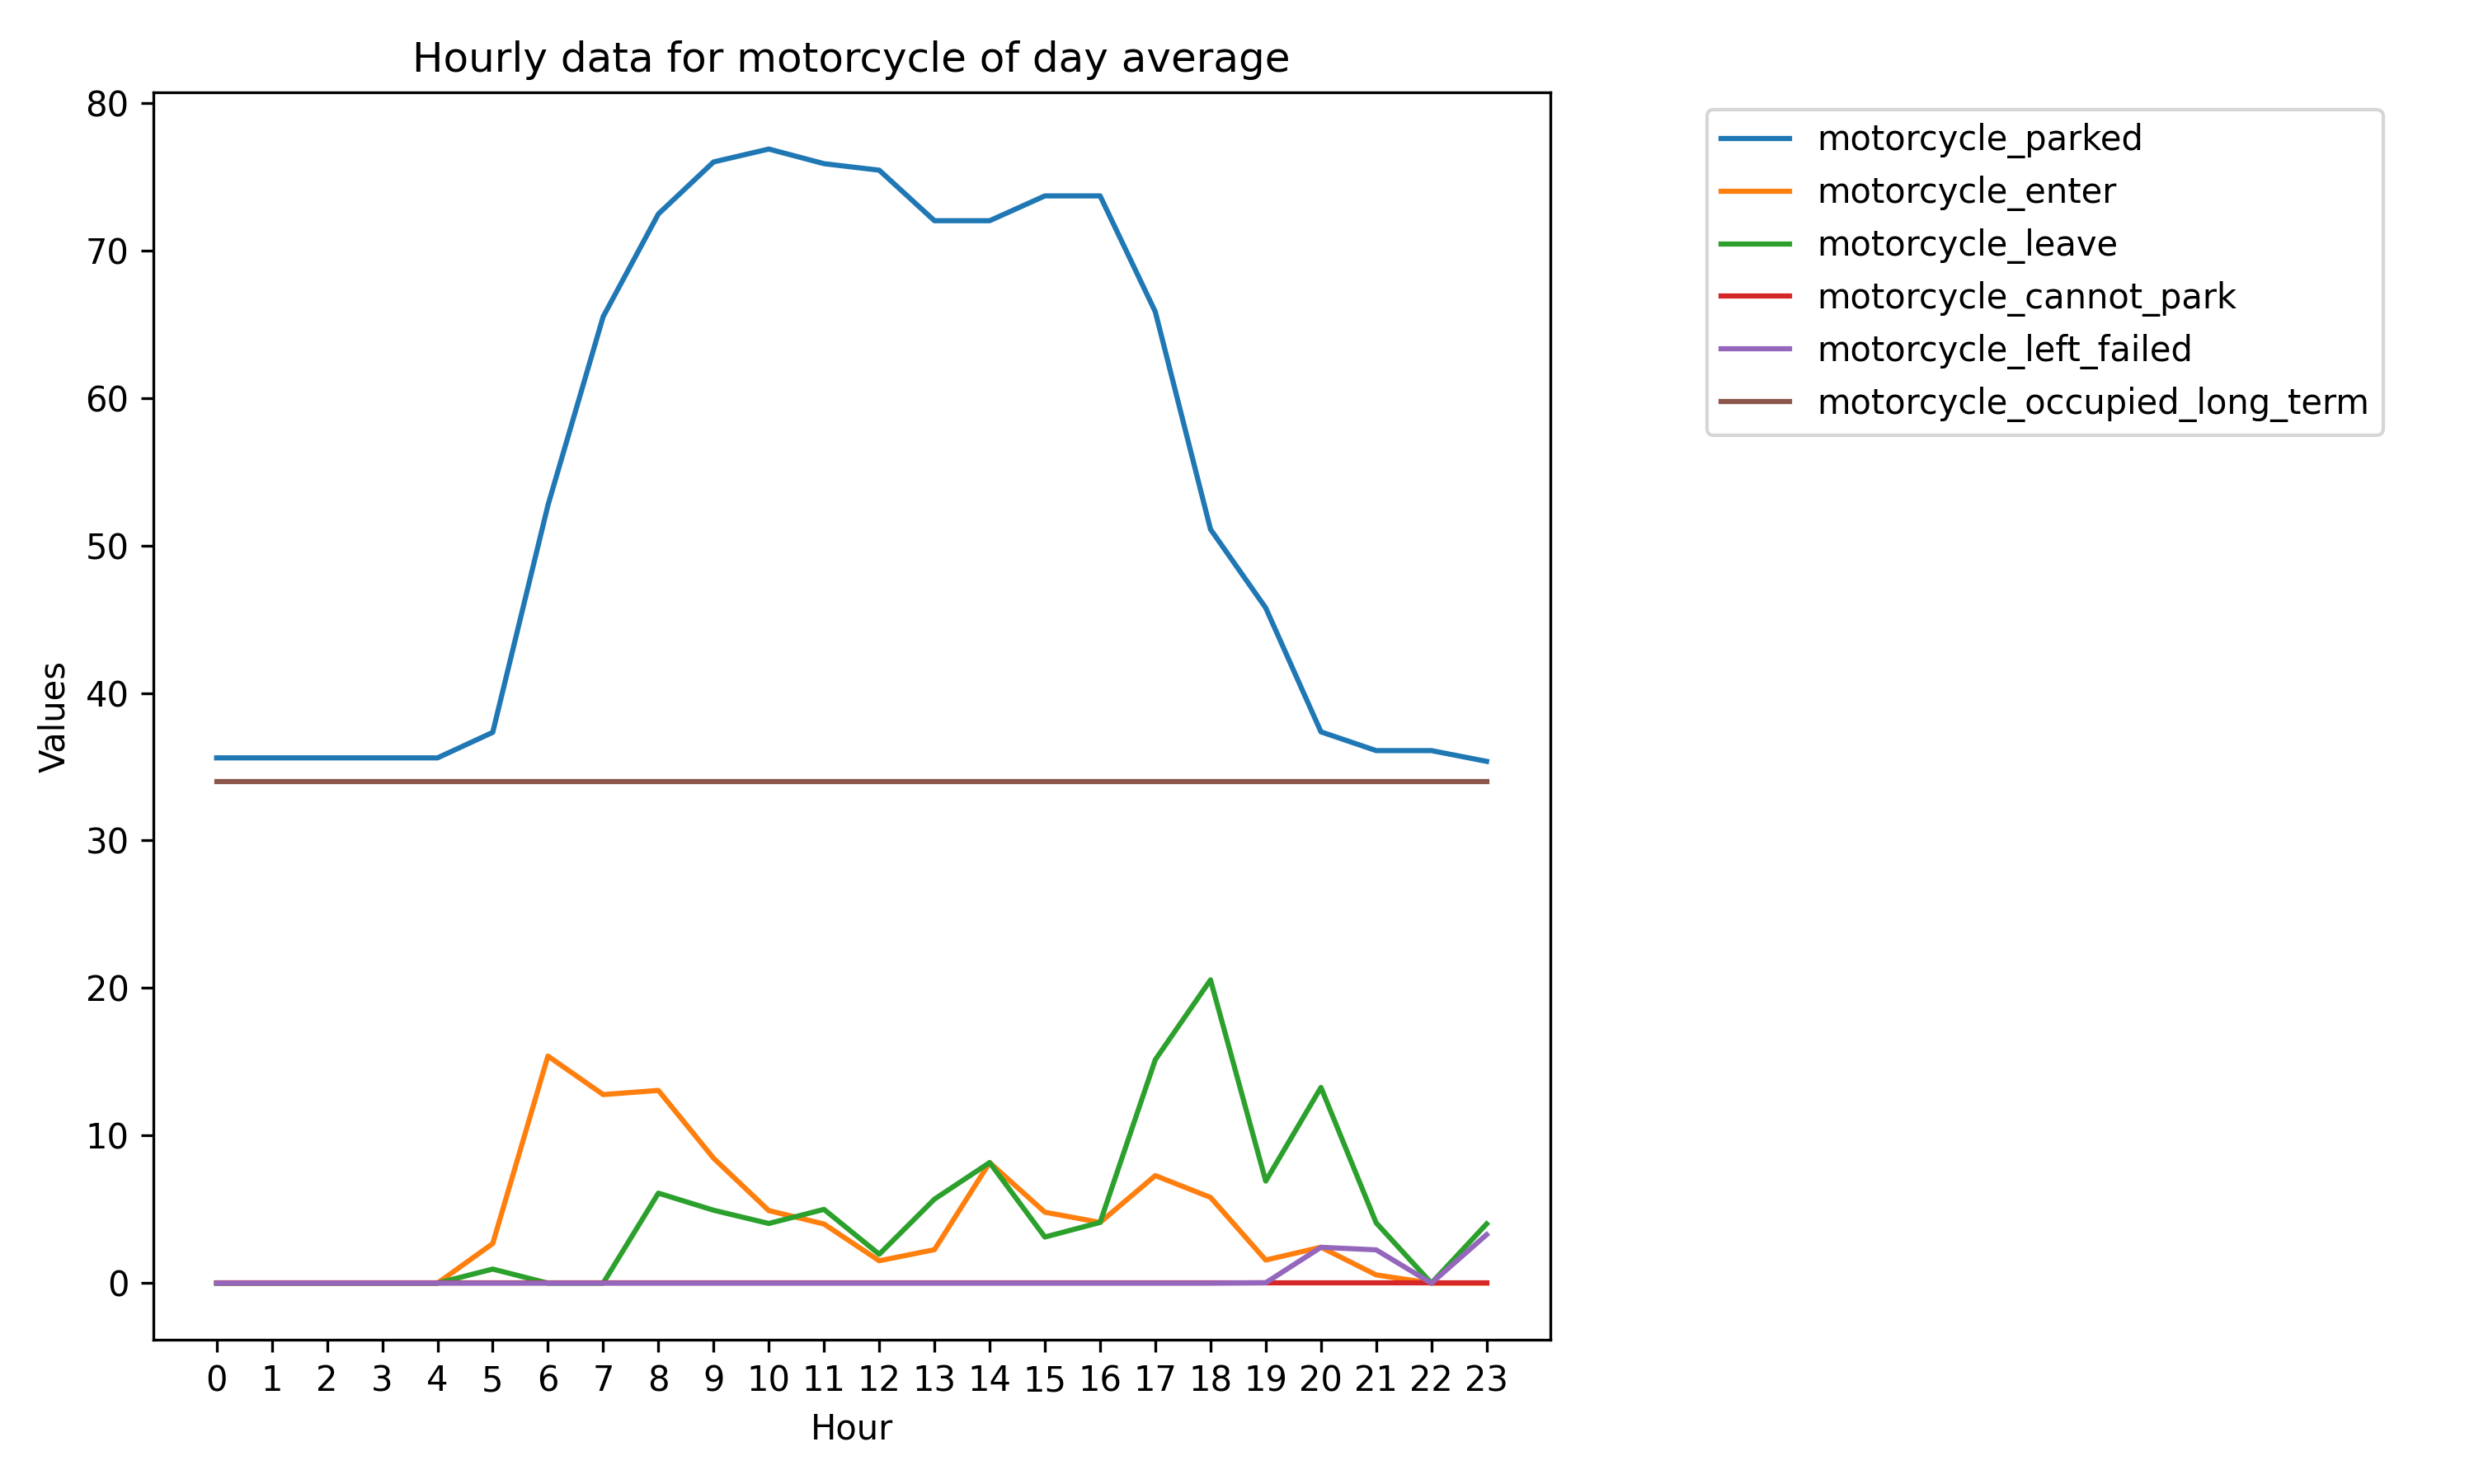 Hourly data for motorcycle of day average
80
70
60
50
40
30
20
10
0
Values
0 1 2 3 4 5 6 7 8 9 10 11 12 13 14 15 16 17 18 19 20 21 22 23
Hour
motorcycle_parked
motorcycle_enter
motorcycle_leave
motorcycle_cannot_park
motorcycle_left_failed
motorcycle_occupied_long_term